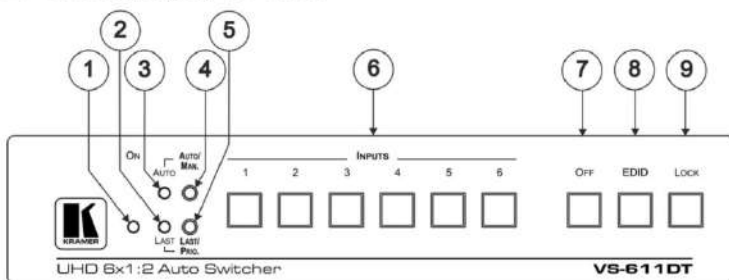 1 2 3 4 5 6 7 8 9
ON AUTO AUTO/ MAN. INPUTS
1 2 3 4 5 6 OFF EDID LOCK
KRAMER LAST LAST/ PRIO.
UHD 6x1:2 Auto Switcher VS-611DT